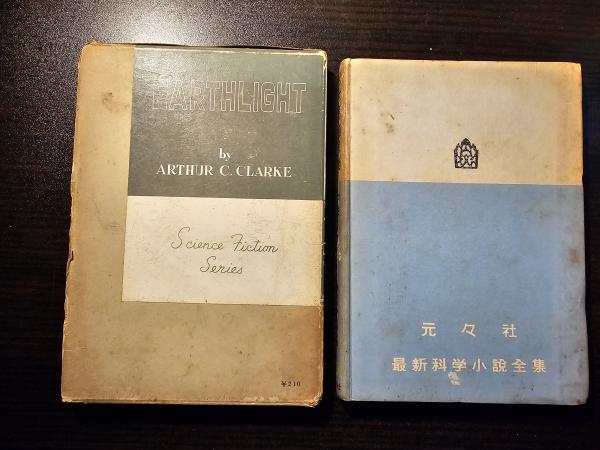 EARTHLIGHT
by
ARTHUR C. CLARKE
Science Fiction
Series
¥210
元々社
最新科学小説全集